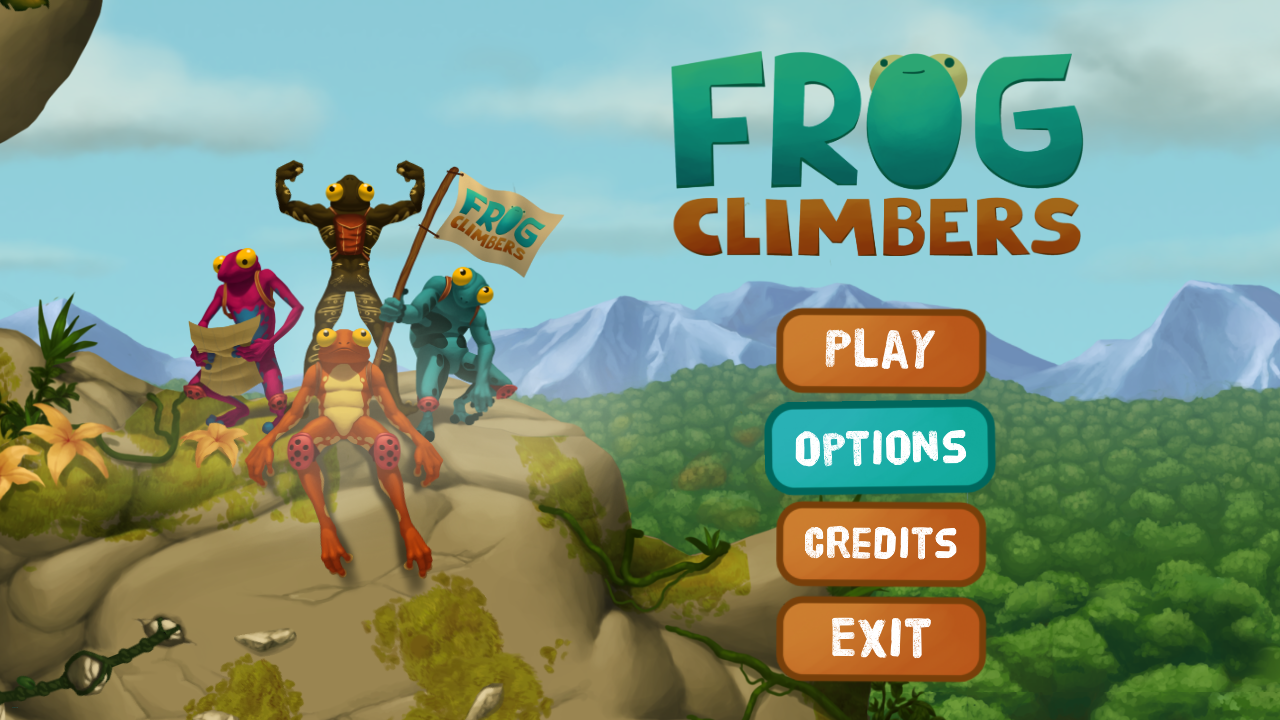 FROG
CLIMBERS
FROG
CLIMBERS
PLAY
OPTIONS
CREDITS
EXIT